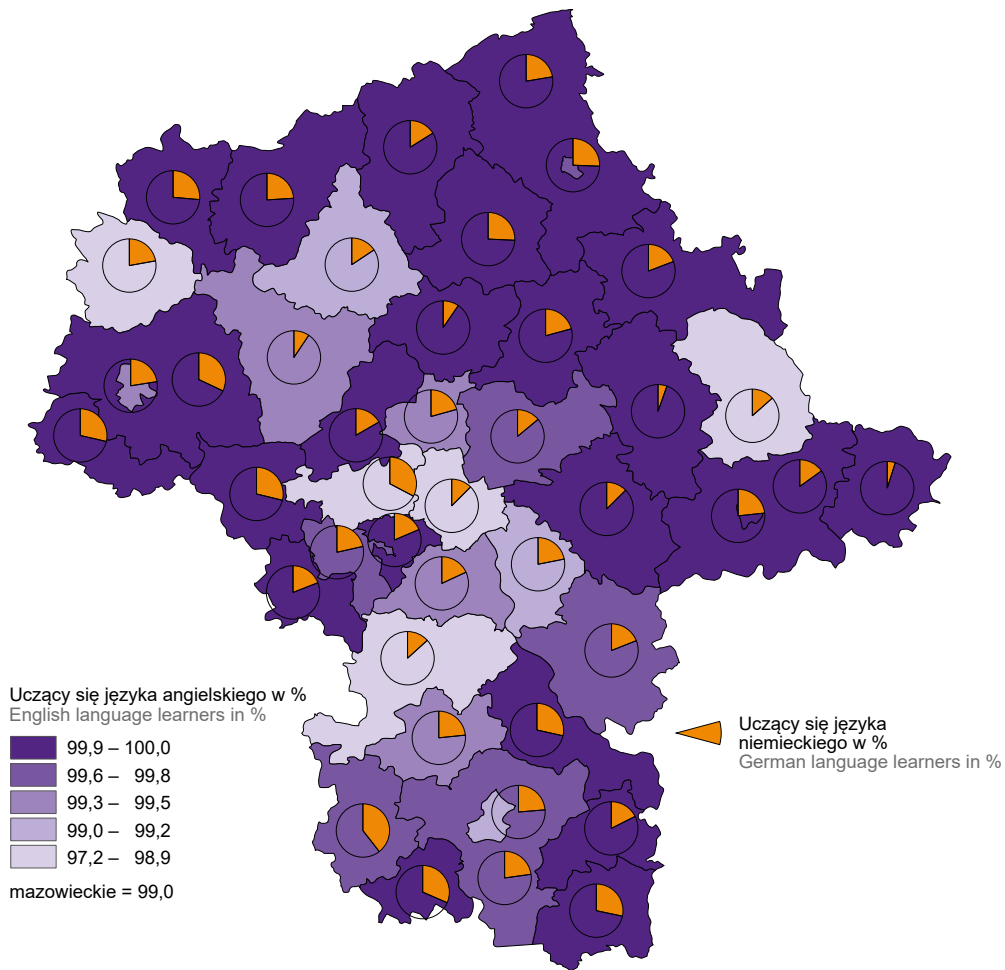 Uczący się języka angielskiego w %
English language learners in %
99,9 – 100,0
99,6 – 99,8
99,3 – 99,5
99,0 – 99,2
97,2 – 98,9
mazowieckie = 99,0
Uczący się języka
niemieckiego w %
German language learners in %